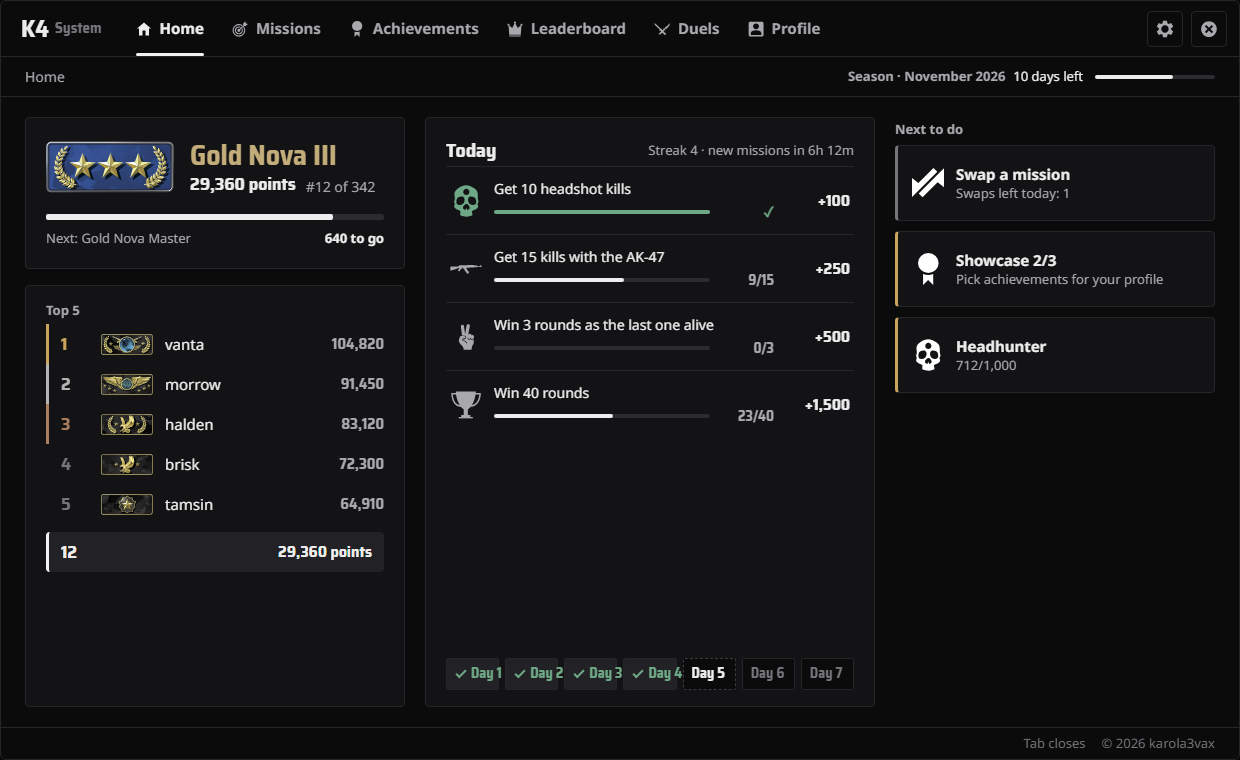 K4 System Home Missions Achievements Leaderboard Duels Profile
Home
Season · November 2026 10 days left
Gold Nova III
29,360 points #12 of 342
Next: Gold Nova Master 640 to go
Top 5
1 vanta 104,820
2 morrow 91,450
3 halden 83,120
4 brisk 72,300
5 tamsin 64,910
12 29,360 points
Today Streak 4 · new missions in 6h 12m
Get 10 headshot kills
✓ +100
Get 15 kills with the AK-47
9/15 +250
Win 3 rounds as the last one alive
0/3 +500
Win 40 rounds
23/40 +1,500
✓ Day 1 ✓ Day 2 ✓ Day 3 ✓ Day 4 Day 5 Day 6 Day 7
Next to do
Swap a mission
Swaps left today: 1
Showcase 2/3
Pick achievements for your profile
Headhunter
712/1,000
Tab closes © 2026 karola3vax